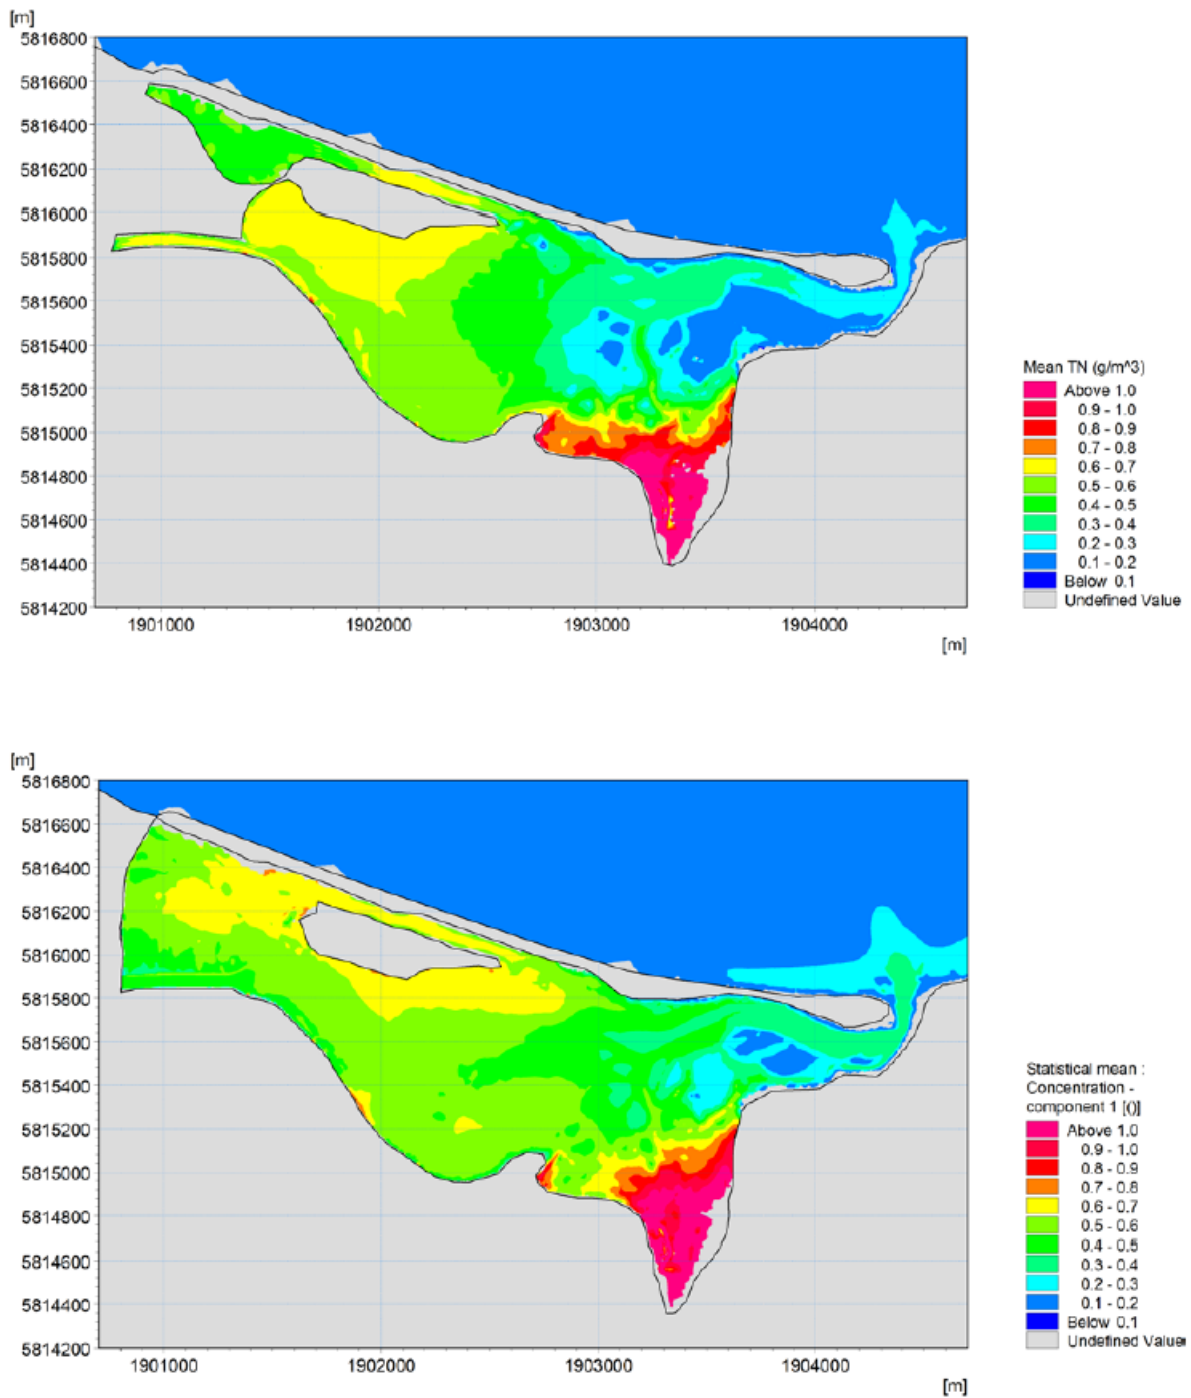 [m]
5816800
5816600
5816400
5816200
5816000
5815800
5815600
5815400
5815200
5815000
5814800
5814600
5814400
5814200
1901000 1902000 1903000 1904000
[m]
Mean TN (g/m^3)
Above 1.0
0.9 - 1.0
0.8 - 0.9
0.7 - 0.8
0.6 - 0.7
0.5 - 0.6
0.4 - 0.5
0.3 - 0.4
0.2 - 0.3
0.1 - 0.2
Below 0.1
Undefined Value
[m]
5816800
5816600
5816400
5816200
5816000
5815800
5815600
5815400
5815200
5815000
5814800
5814600
5814400
5814200
1901000 1902000 1903000 1904000
[m]
Statistical mean :
Concentration -
component 1 [()]
Above 1.0
0.9 - 1.0
0.8 - 0.9
0.7 - 0.8
0.6 - 0.7
0.5 - 0.6
0.4 - 0.5
0.3 - 0.4
0.2 - 0.3
0.1 - 0.2
Below 0.1
Undefined Value